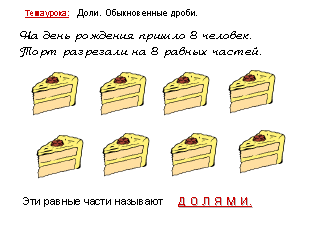 Тема урока: Доли. Обыкновенные дроби.
На день рождения пришло 8 человек.
Торт разрезали на 8 равных частей.
Эти равные части называют Д О Л Я М И.